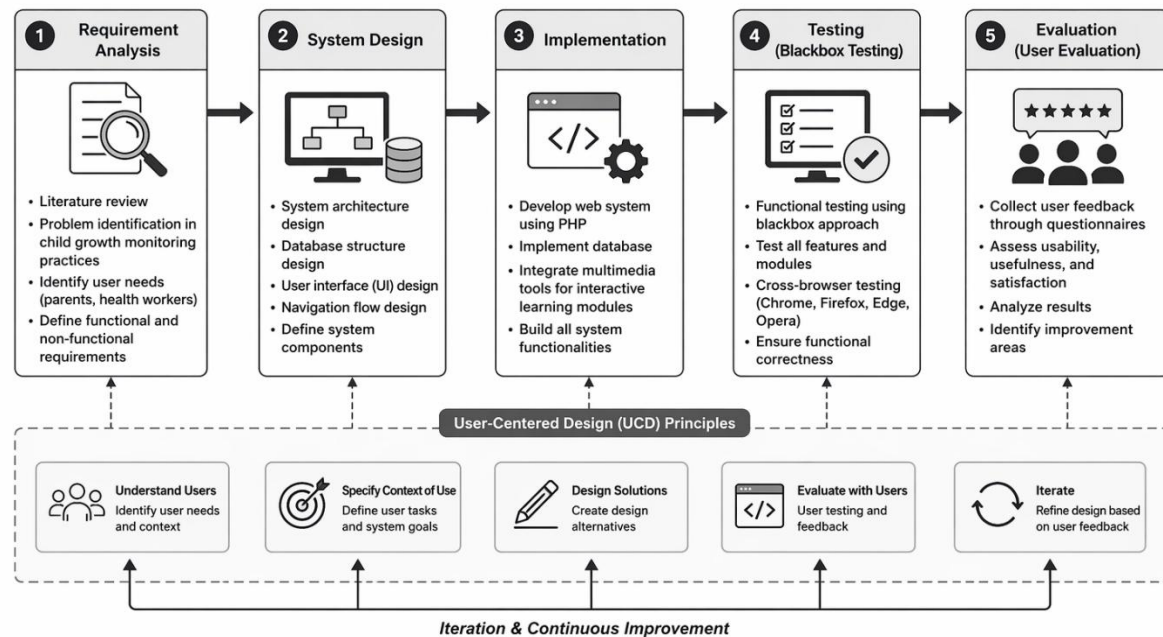 1 Requirement
Analysis
• Literature review
• Problem identification in
child growth monitoring
practices
• Identify user needs
(parents, health workers)
• Define functional and
non-functional
requirements
2 System Design
• System architecture
design
• Database structure
design
• User interface (UI) design
• Navigation flow design
• Define system
components
3 Implementation
</>
• Develop web system
using PHP
• Implement database
• Integrate multimedia
tools for interactive
learning modules
• Build all system
functionalities
4 Testing
(Blackbox Testing)
• Functional testing using
blackbox approach
• Test all features and
modules
• Cross-browser testing
(Chrome, Firefox, Edge,
Opera)
• Ensure functional
correctness
5 Evaluation
(User Evaluation)
• Collect user feedback
through questionnaires
• Assess usability,
usefulness, and
satisfaction
• Analyze results
• Identify improvement
areas
User-Centered Design (UCD) Principles
Understand Users
Identify user needs
and context
Specify Context of Use
Define user tasks
and system goals
Design Solutions
Create design
alternatives
</>
Evaluate with Users
User testing and
feedback
Iterate
Refine design based
on user feedback
Iteration & Continuous Improvement